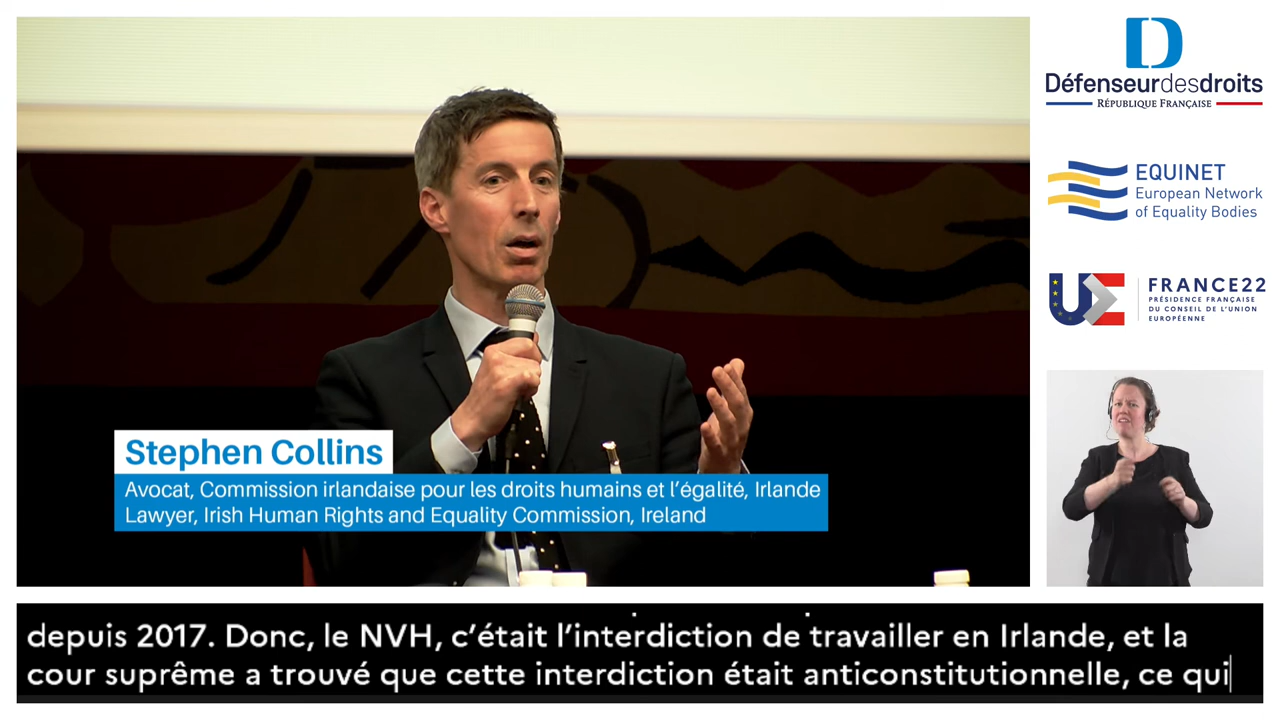 Défenseurdesdroits
RÉPUBLIQUE FRANÇAISE
EQUINET
European Network
of Equality Bodies
UE
FRANCE22
PRÉSIDENCE FRANÇAISE
DU CONSEIL DE L'UNION
EUROPÉENNE
Stephen Collins
Avocat, Commission irlandaise pour les droits humains et l'égalité, Irlande
Lawyer, Irish Human Rights and Equality Commission, Ireland
depuis 2017. Donc, le NVH, c'était l'interdiction de travailler en Irlande, et la
cour suprême a trouvé que cette interdiction était anticonstitutionnelle, ce qui